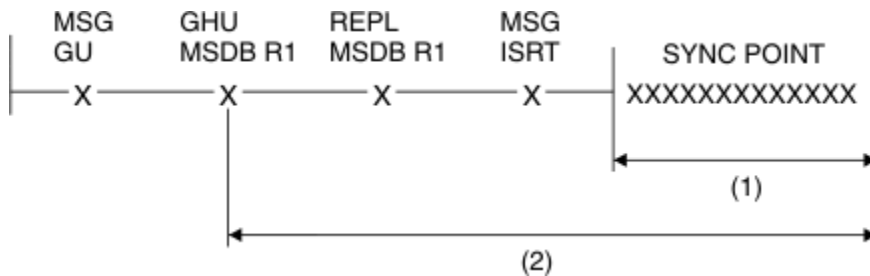 MSG GHU REPL MSG
GU MSDB R1 MSDB R1 ISRT SYNC POINT
X X X X XXXXXXXXXXXXX
(1)
(2)